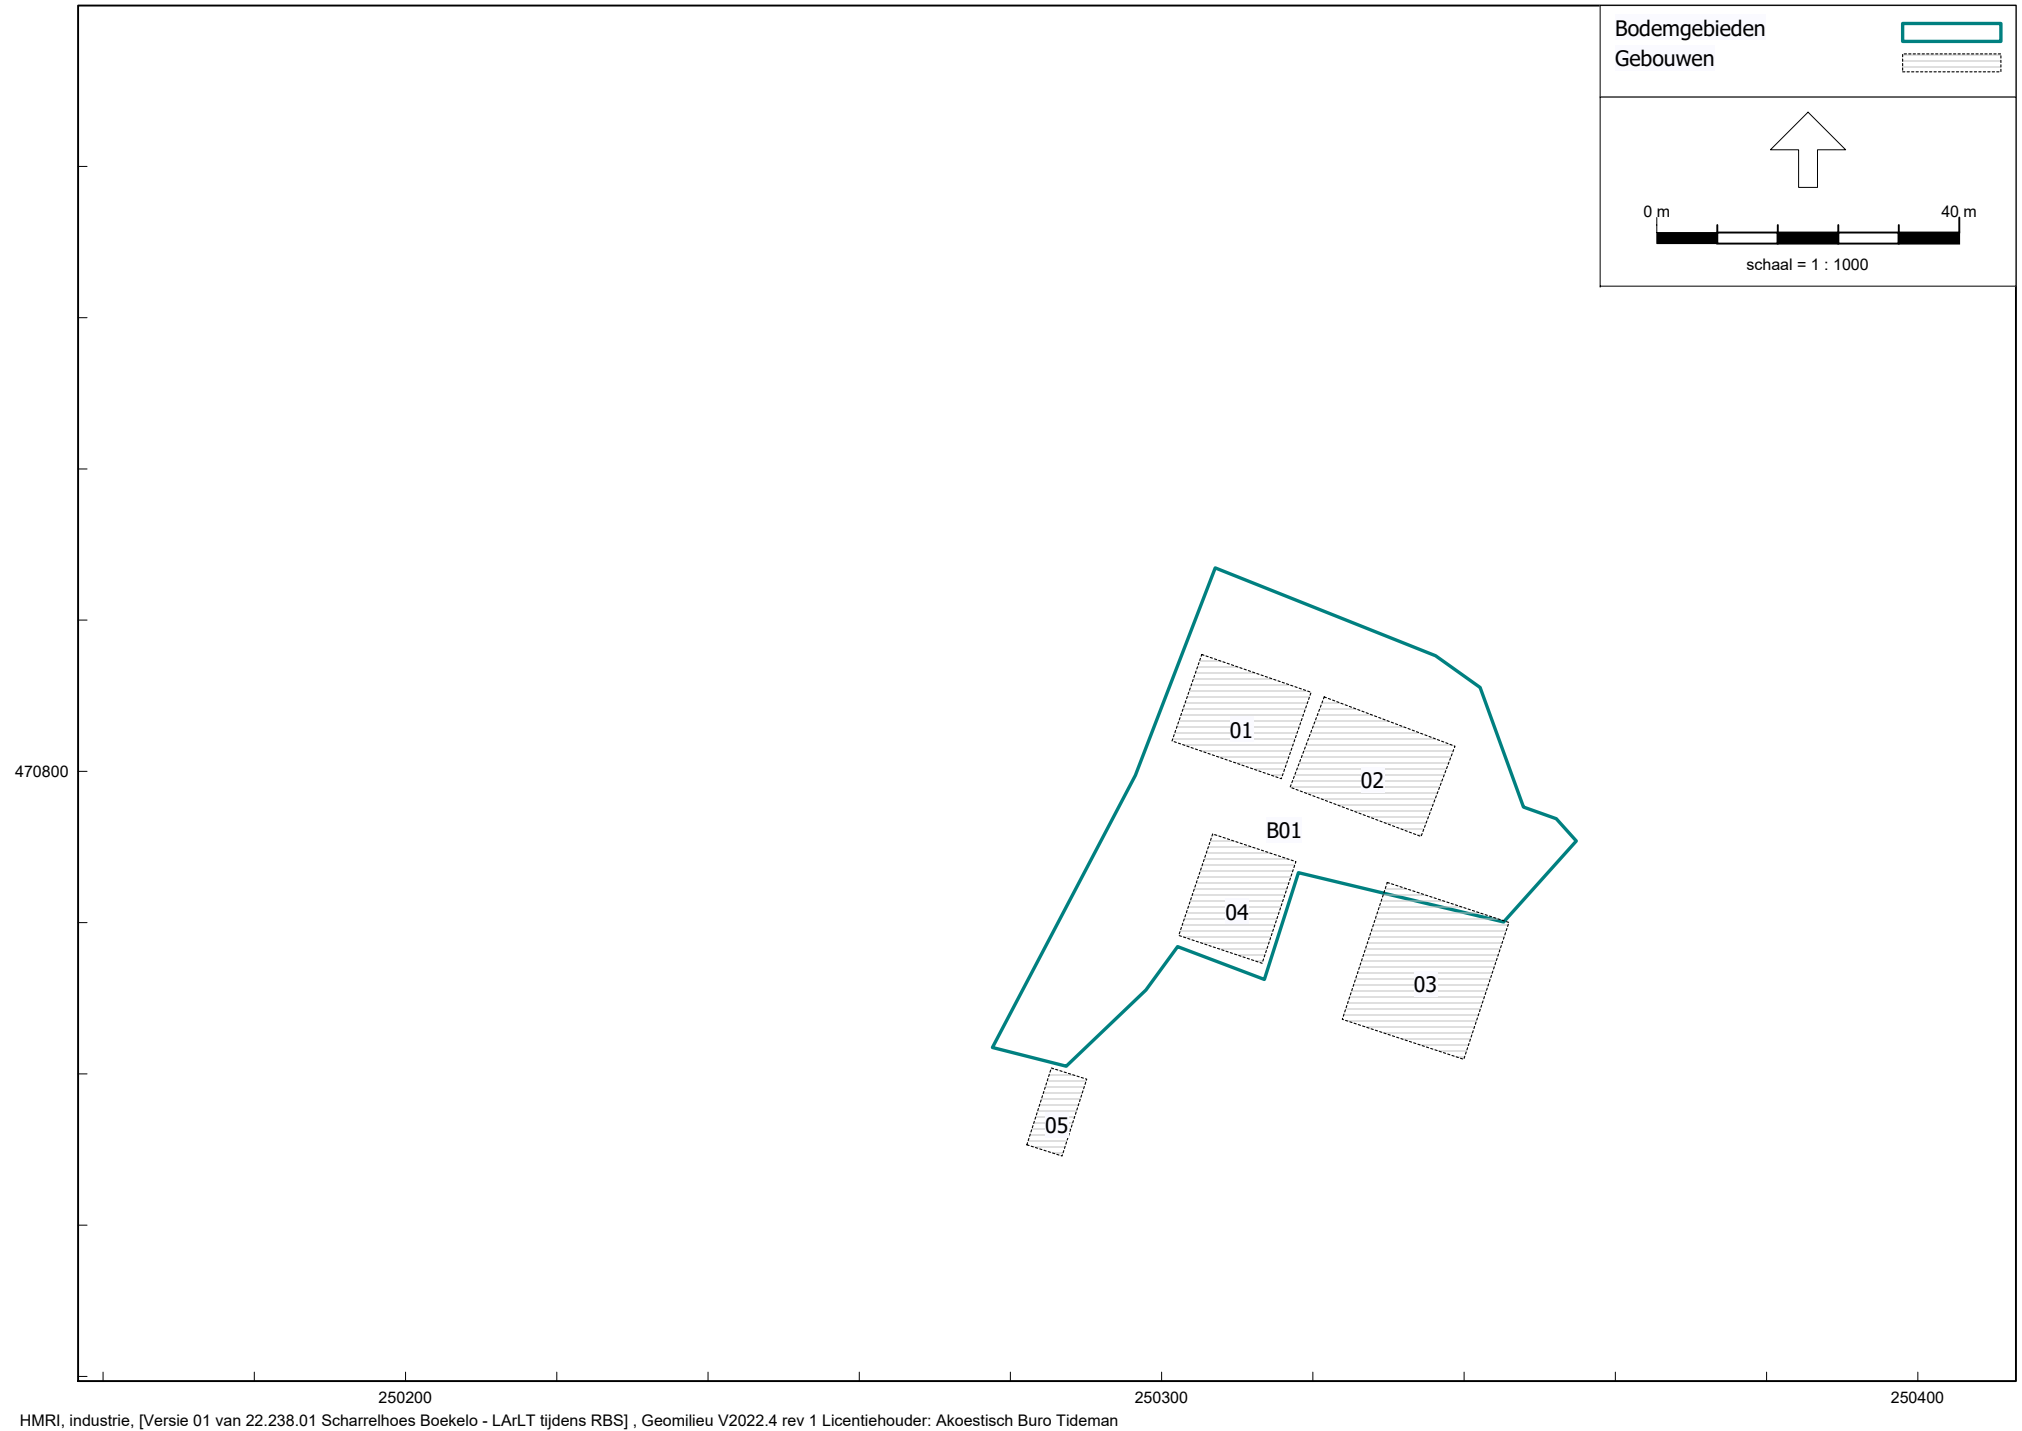 Bodemgebieden
Gebouwen
0 m 40 m
schaal = 1 : 1000
01
02
B01
04
03
05
470800
250200 250300 250400
HMRI, industrie, [Versie 01 van 22.238.01 Scharrelhoes Boekelo - LArLT tijdens RBS] , Geomilieu V2022.4 rev 1 Licentiehouder: Akoestisch Buro Tideman